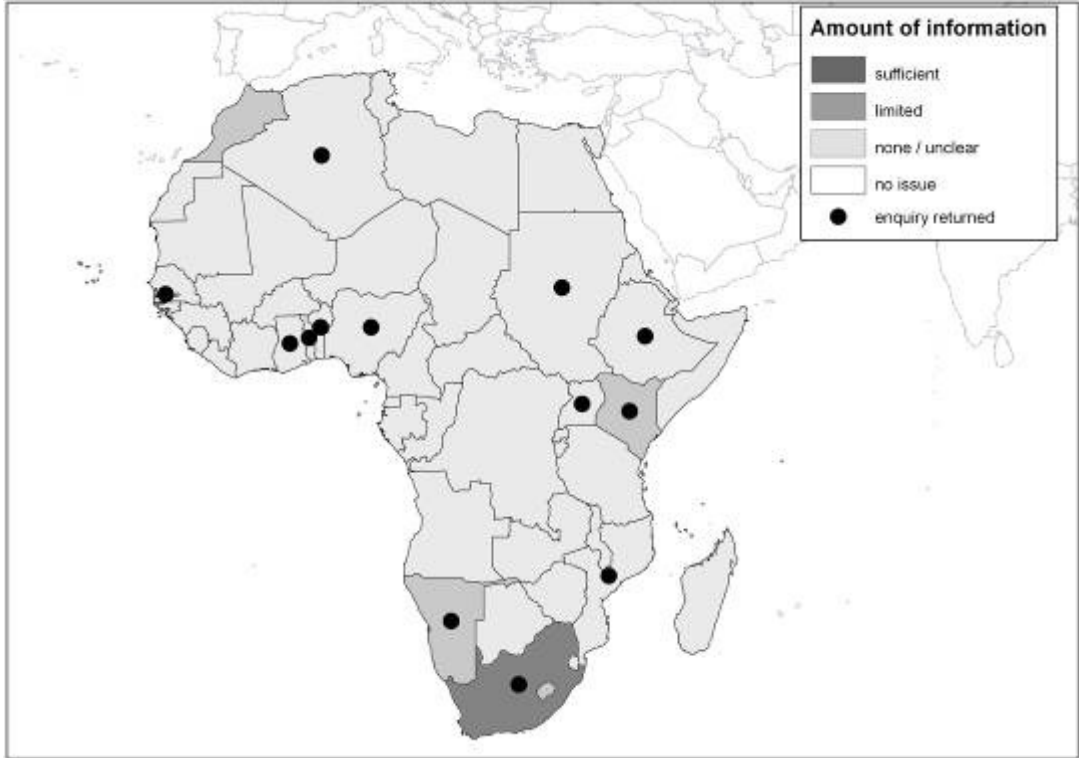 Amount of information
sufficient
limited
none / unclear
no issue
enquiry returned